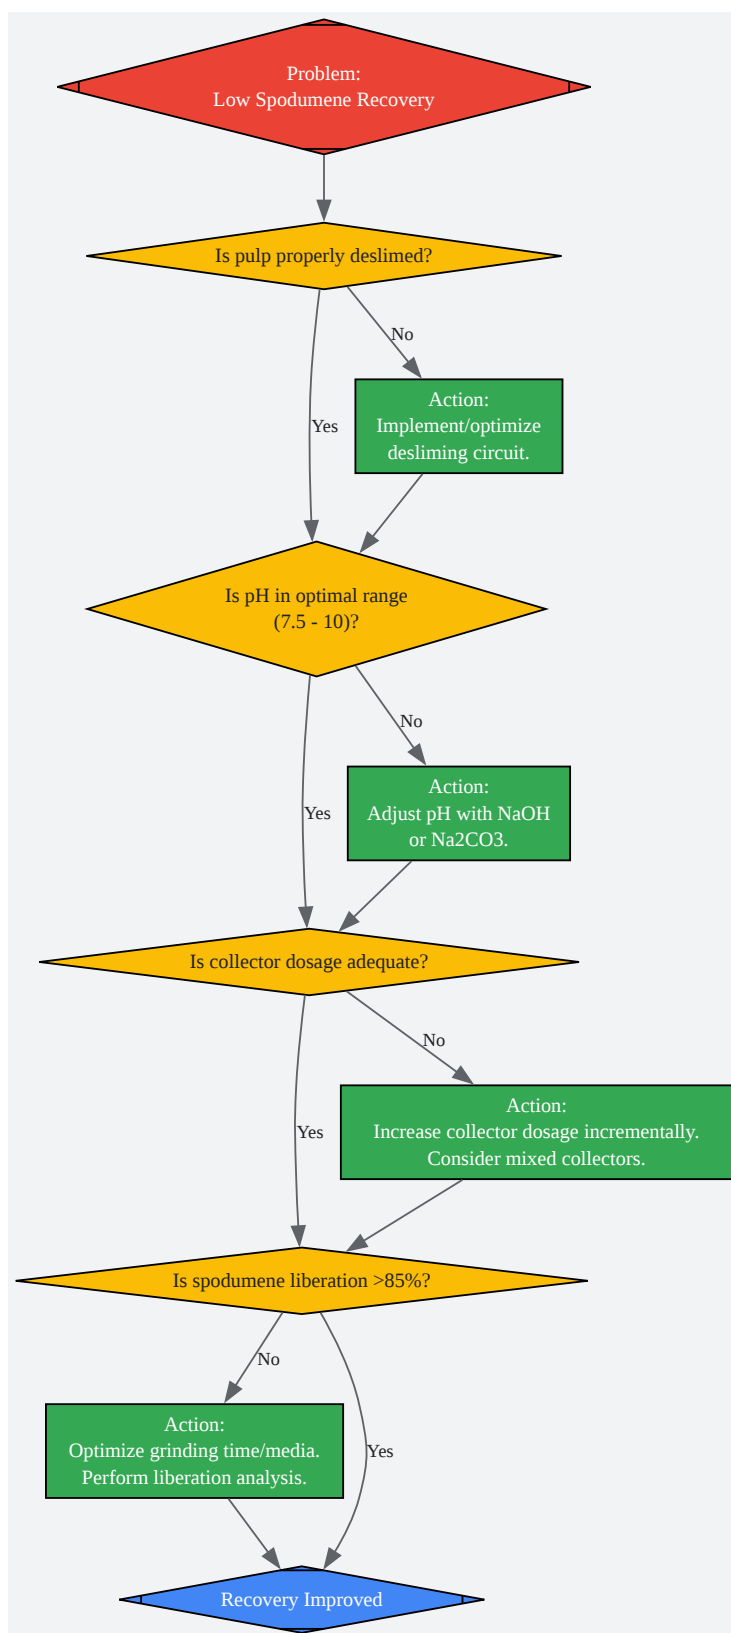 Problem:
Low Spodumene Recovery
Is pulp properly deslimed?
No
Action:
Implement/optimize
desliming circuit.
Yes
Is pH in optimal range
(7.5 - 10)?
No
Action:
Adjust pH with NaOH
or Na2CO3.
Yes
Is collector dosage adequate?
No
Action:
Increase collector dosage incrementally.
Consider mixed collectors.
Yes
Is spodumene liberation >85%?
No
Action:
Optimize grinding time/media.
Perform liberation analysis.
Yes
Recovery Improved